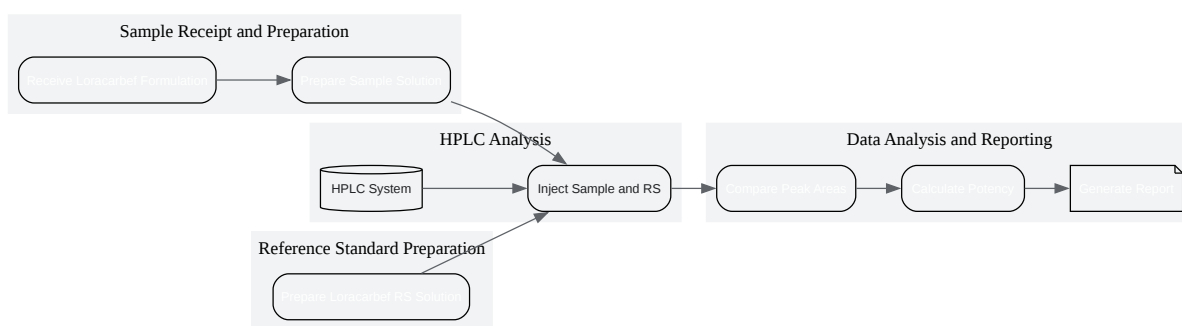 Sample Receipt and Preparation
Receive Loracarbef Formulation
Prepare Sample Solution
HPLC Analysis
HPLC System
Inject Sample and RS
Data Analysis and Reporting
Compare Peak Areas
Calculate Potency
Generate Report
Reference Standard Preparation
Prepare Loracarbef RS Solution